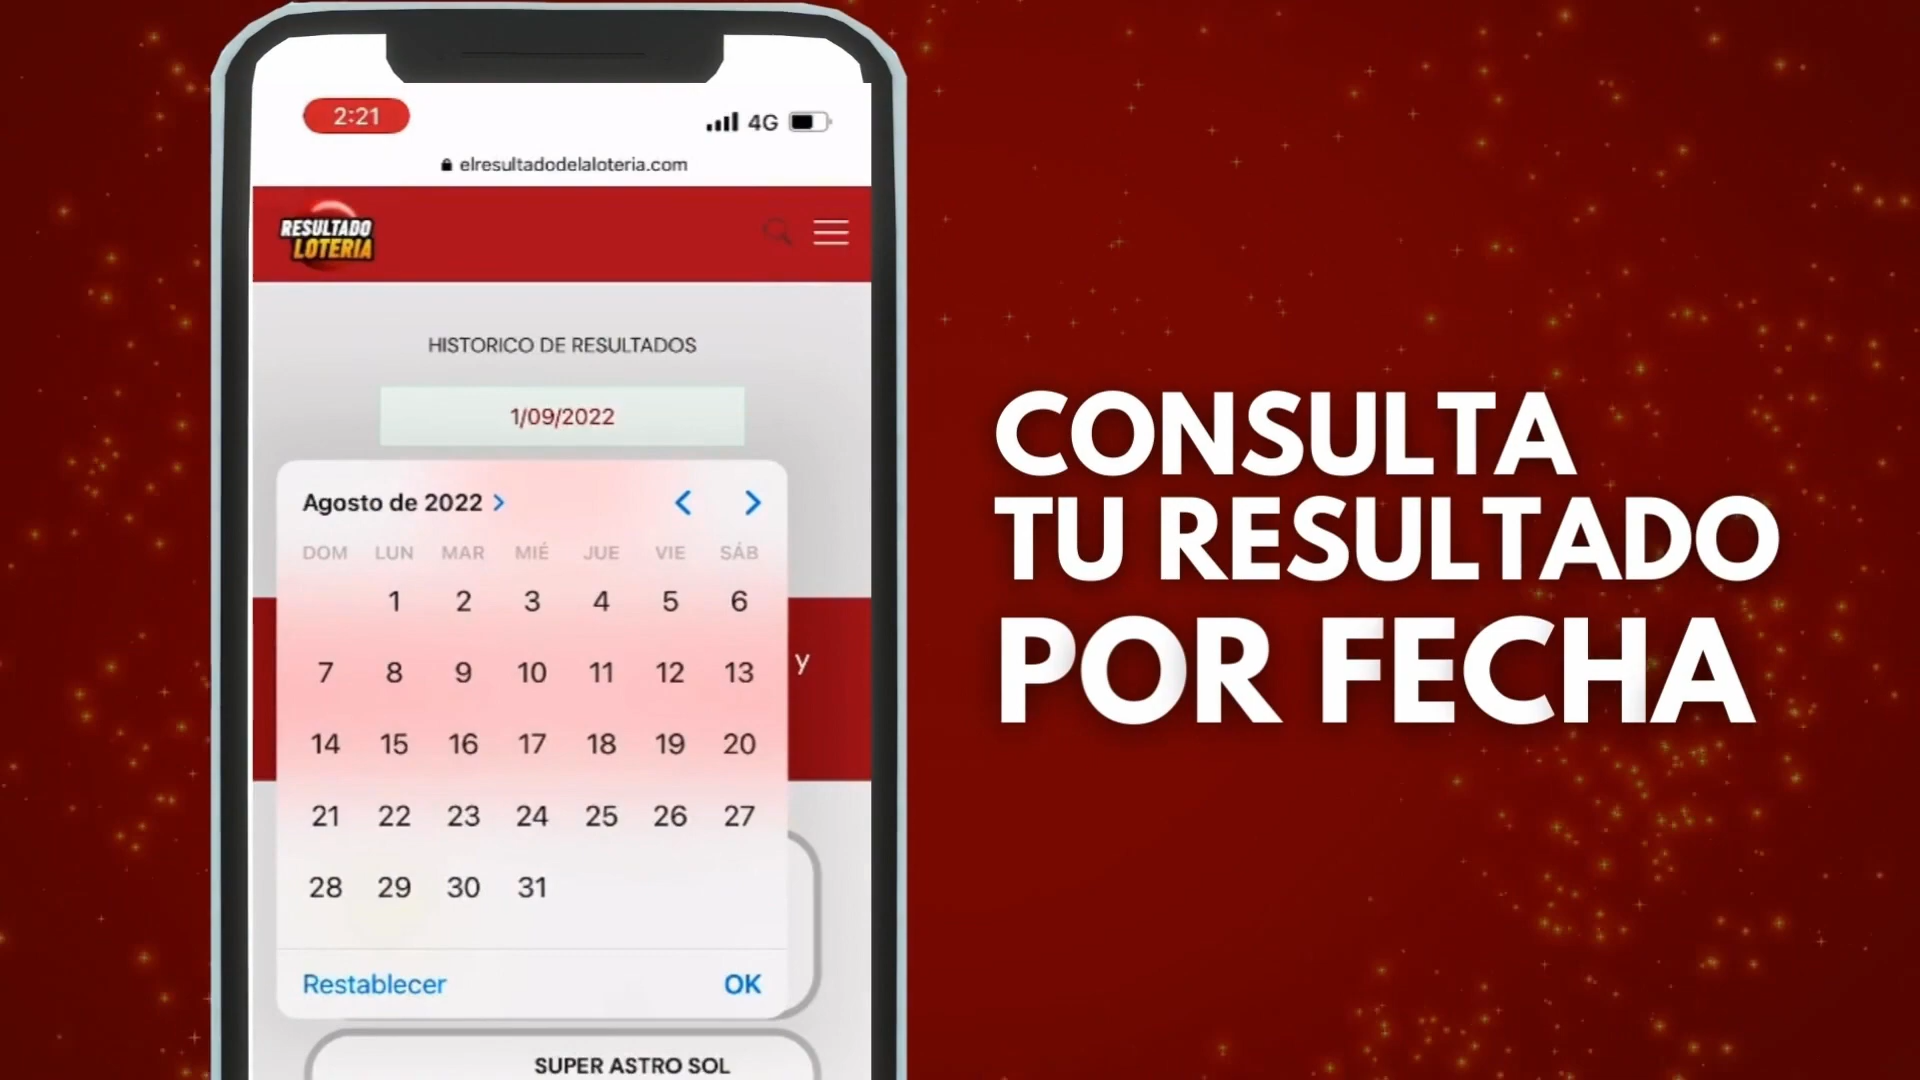 2:21
4G
elresultadodelaloteria.com
RESULTADO
LOTERIA
HISTORICO DE RESULTADOS
1/09/2022
Agosto de 2022
DOM LUN MAR MIÉ JUE VIE SÁB
1 2 3 4 5 6
7 8 9 10 11 12 13
y
14 15 16 17 18 19 20
21 22 23 24 25 26 27
28 29 30 31
Restablecer OK
SUPER ASTRO SOL
CONSULTA
TU RESULTADO
POR FECHA